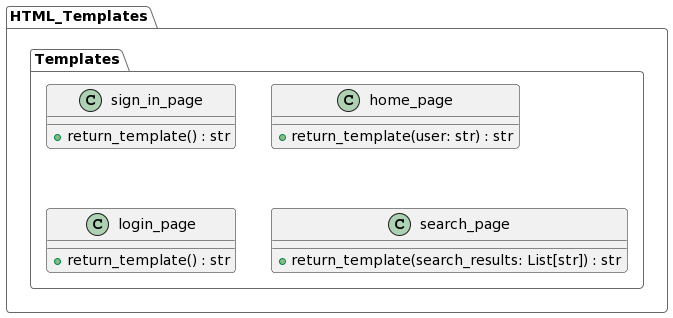 HTML_Templates
Templates
C sign_in_page
return_template() : str
C home_page
return_template(user: str) : str
C login_page
return_template() : str
C search_page
return_template(search_results: List[str]) : str